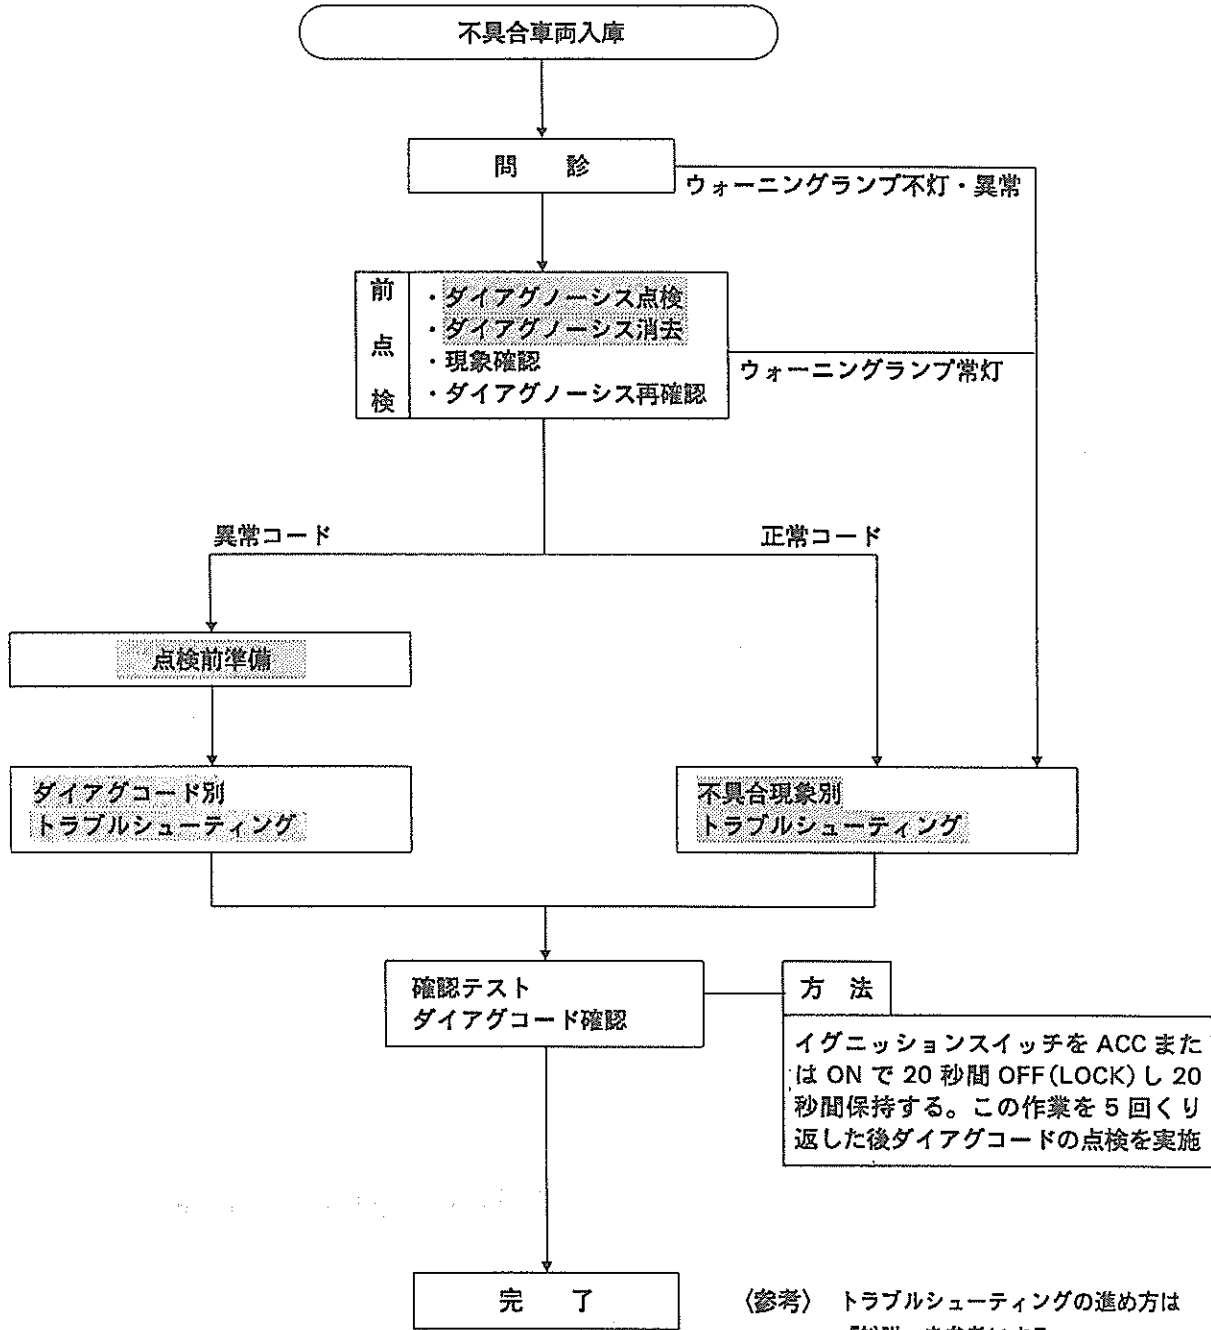 不具合車両入庫
問　診
ウォーニングランプ不灯・異常
前点検
・ダイアグノーシス点検
・ダイアグノーシス消去
・現象確認
・ダイアグノーシス再確認
ウォーニングランプ常灯
異常コード
正常コード
点検前準備
ダイアグコード別
トラブルシューティング
不具合現象別
トラブルシューティング
確認テスト
ダイアグコード確認
方　法
イグニッションスイッチを ACC また
は ON で 20 秒間 OFF(LOCK)し 20
秒間保持する。この作業を 5 回くり
返した後ダイアグコードの点検を実施
完　了
〈参考〉　トラブルシューティングの進め方は